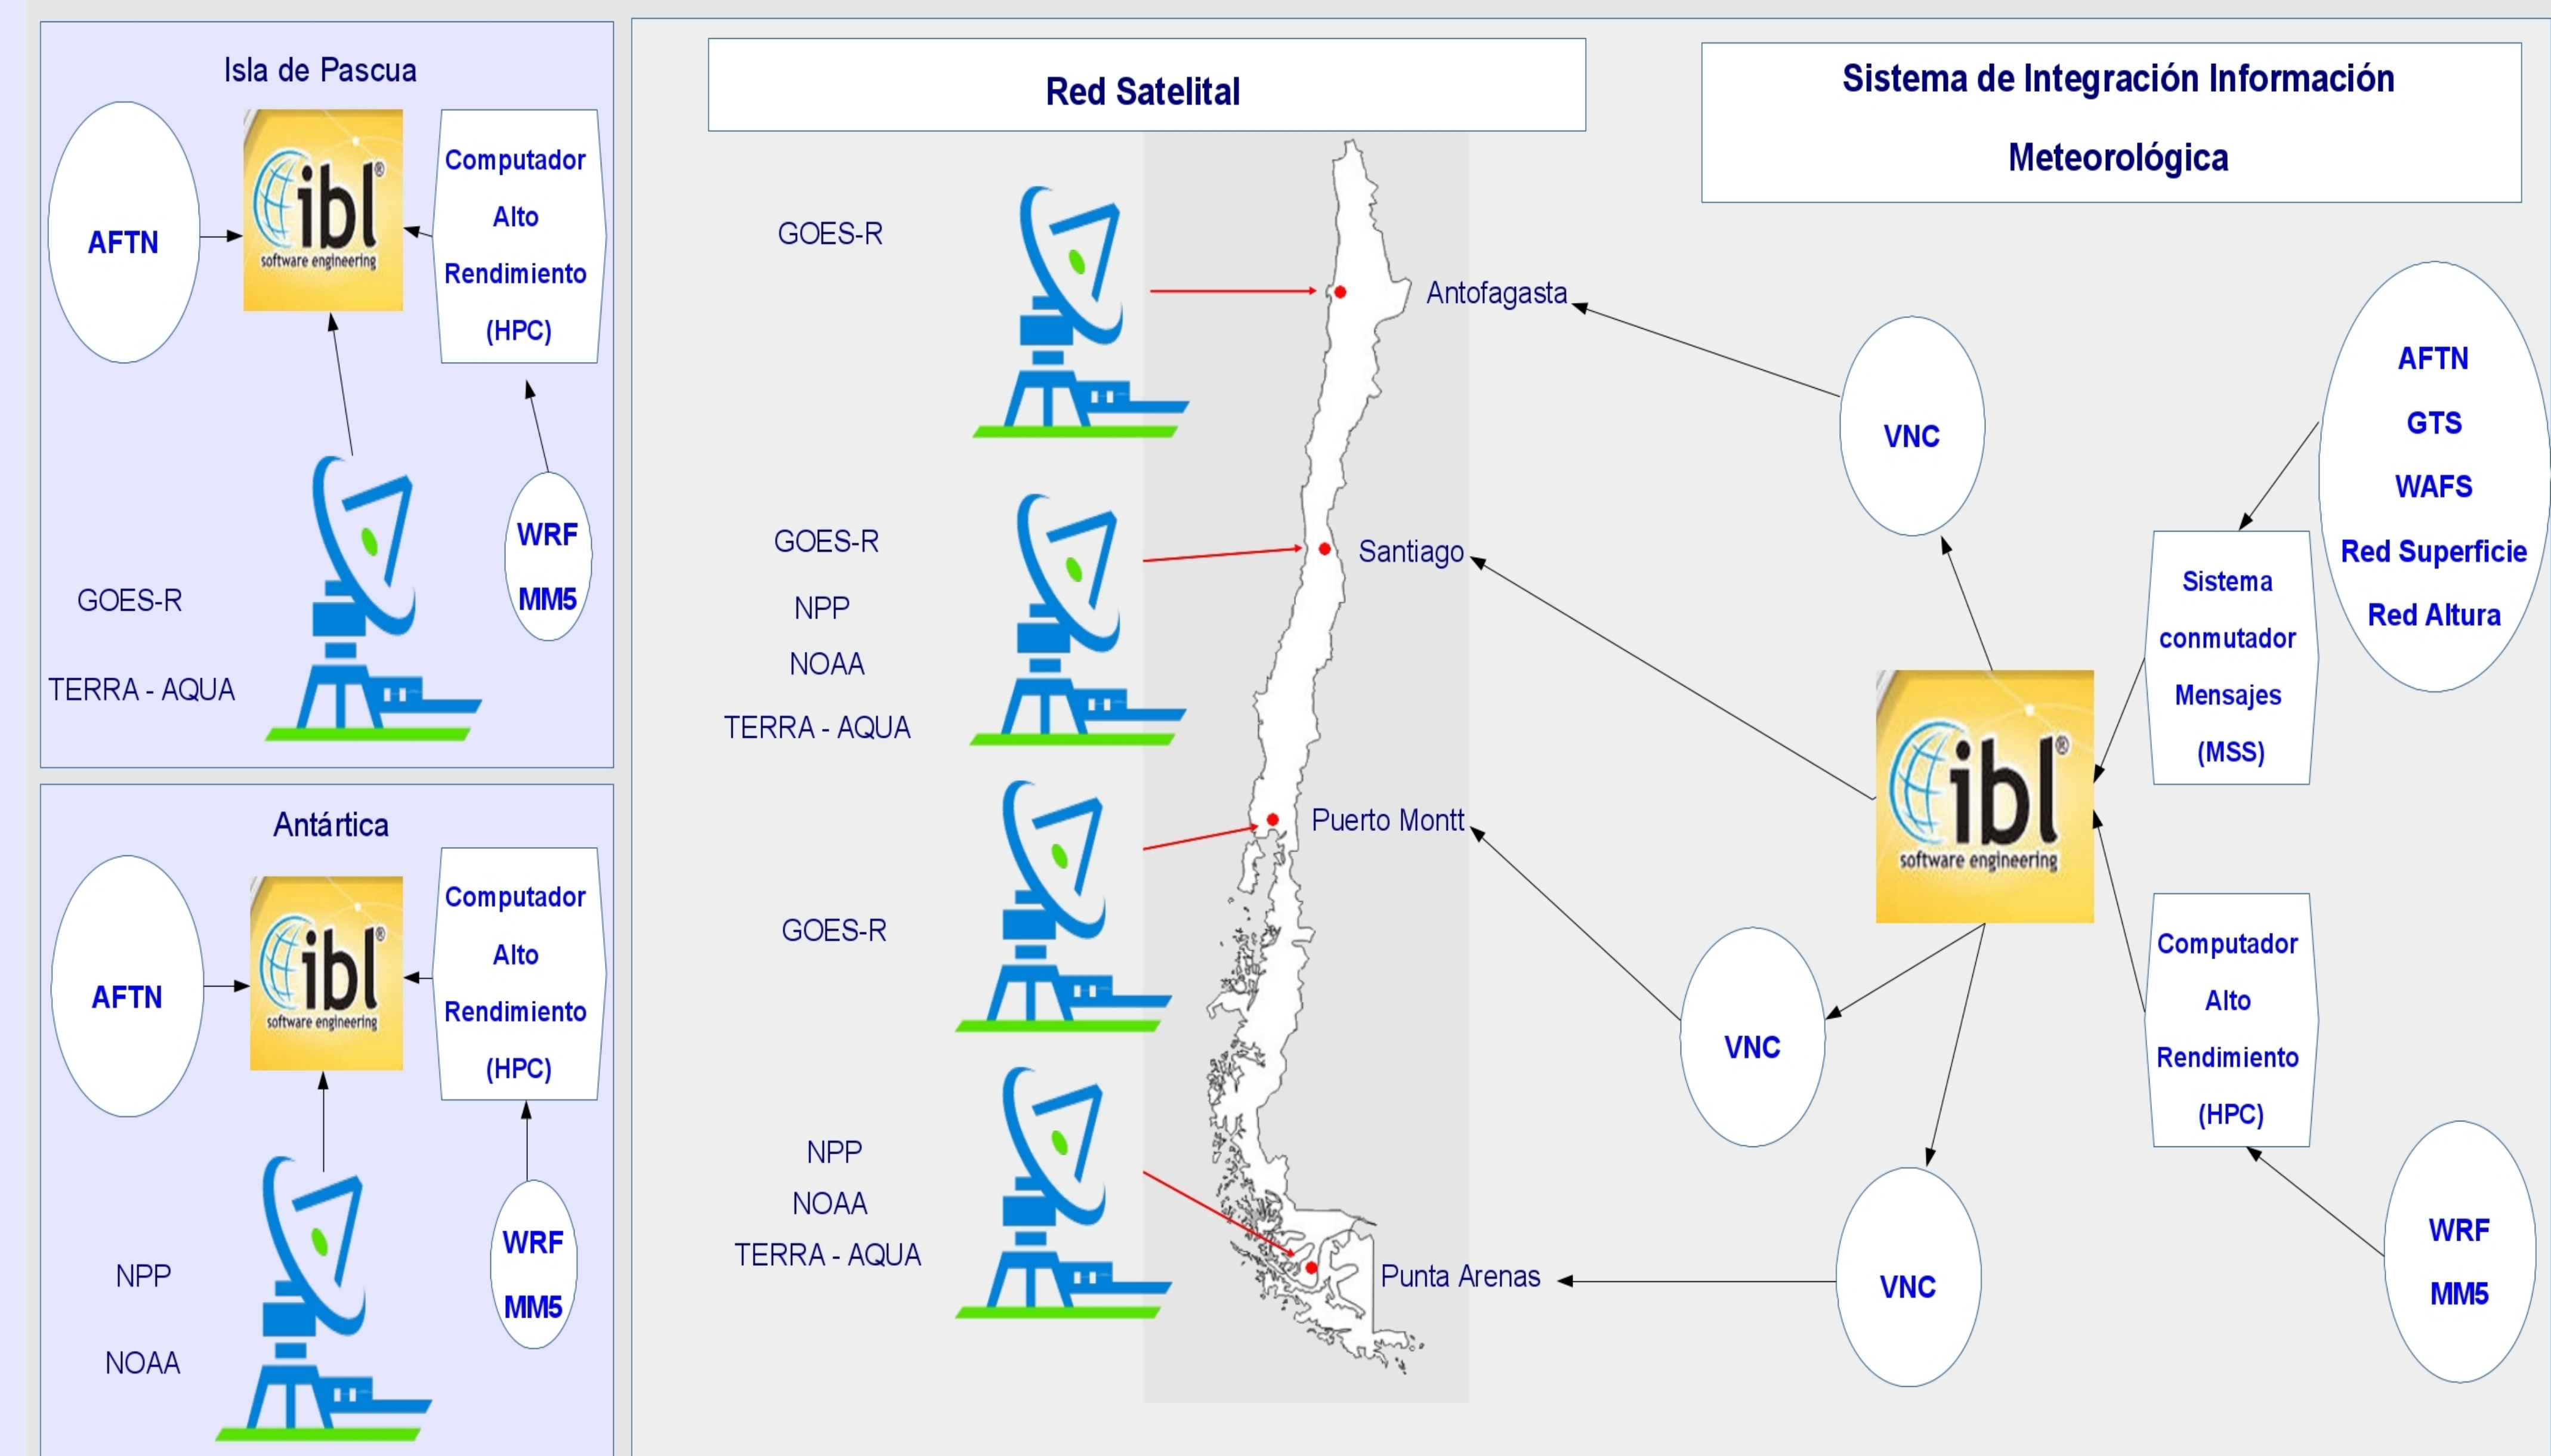 Isla de Pascua
AFTN
ibl®
software engineering
Computador
Alto
Rendimiento
(HPC)
GOES-R
TERRA - AQUA
WRF
MM5
Antártica
AFTN
ibl®
software engineering
Computador
Alto
Rendimiento
(HPC)
NPP
NOAA
WRF
MM5
Red Satelital
GOES-R
Antofagasta
GOES-R
NPP
NOAA
TERRA - AQUA
Santiago
GOES-R
Puerto Montt
NPP
NOAA
TERRA - AQUA
Punta Arenas
Sistema de Integración Información
Meteorológica
VNC
AFTN
GTS
WAFS
Red Superficie
Red Altura
Sistema
conmutador
Mensajes
(MSS)
ibl®
software engineering
Computador
Alto
Rendimiento
(HPC)
VNC
VNC
WRF
MM5